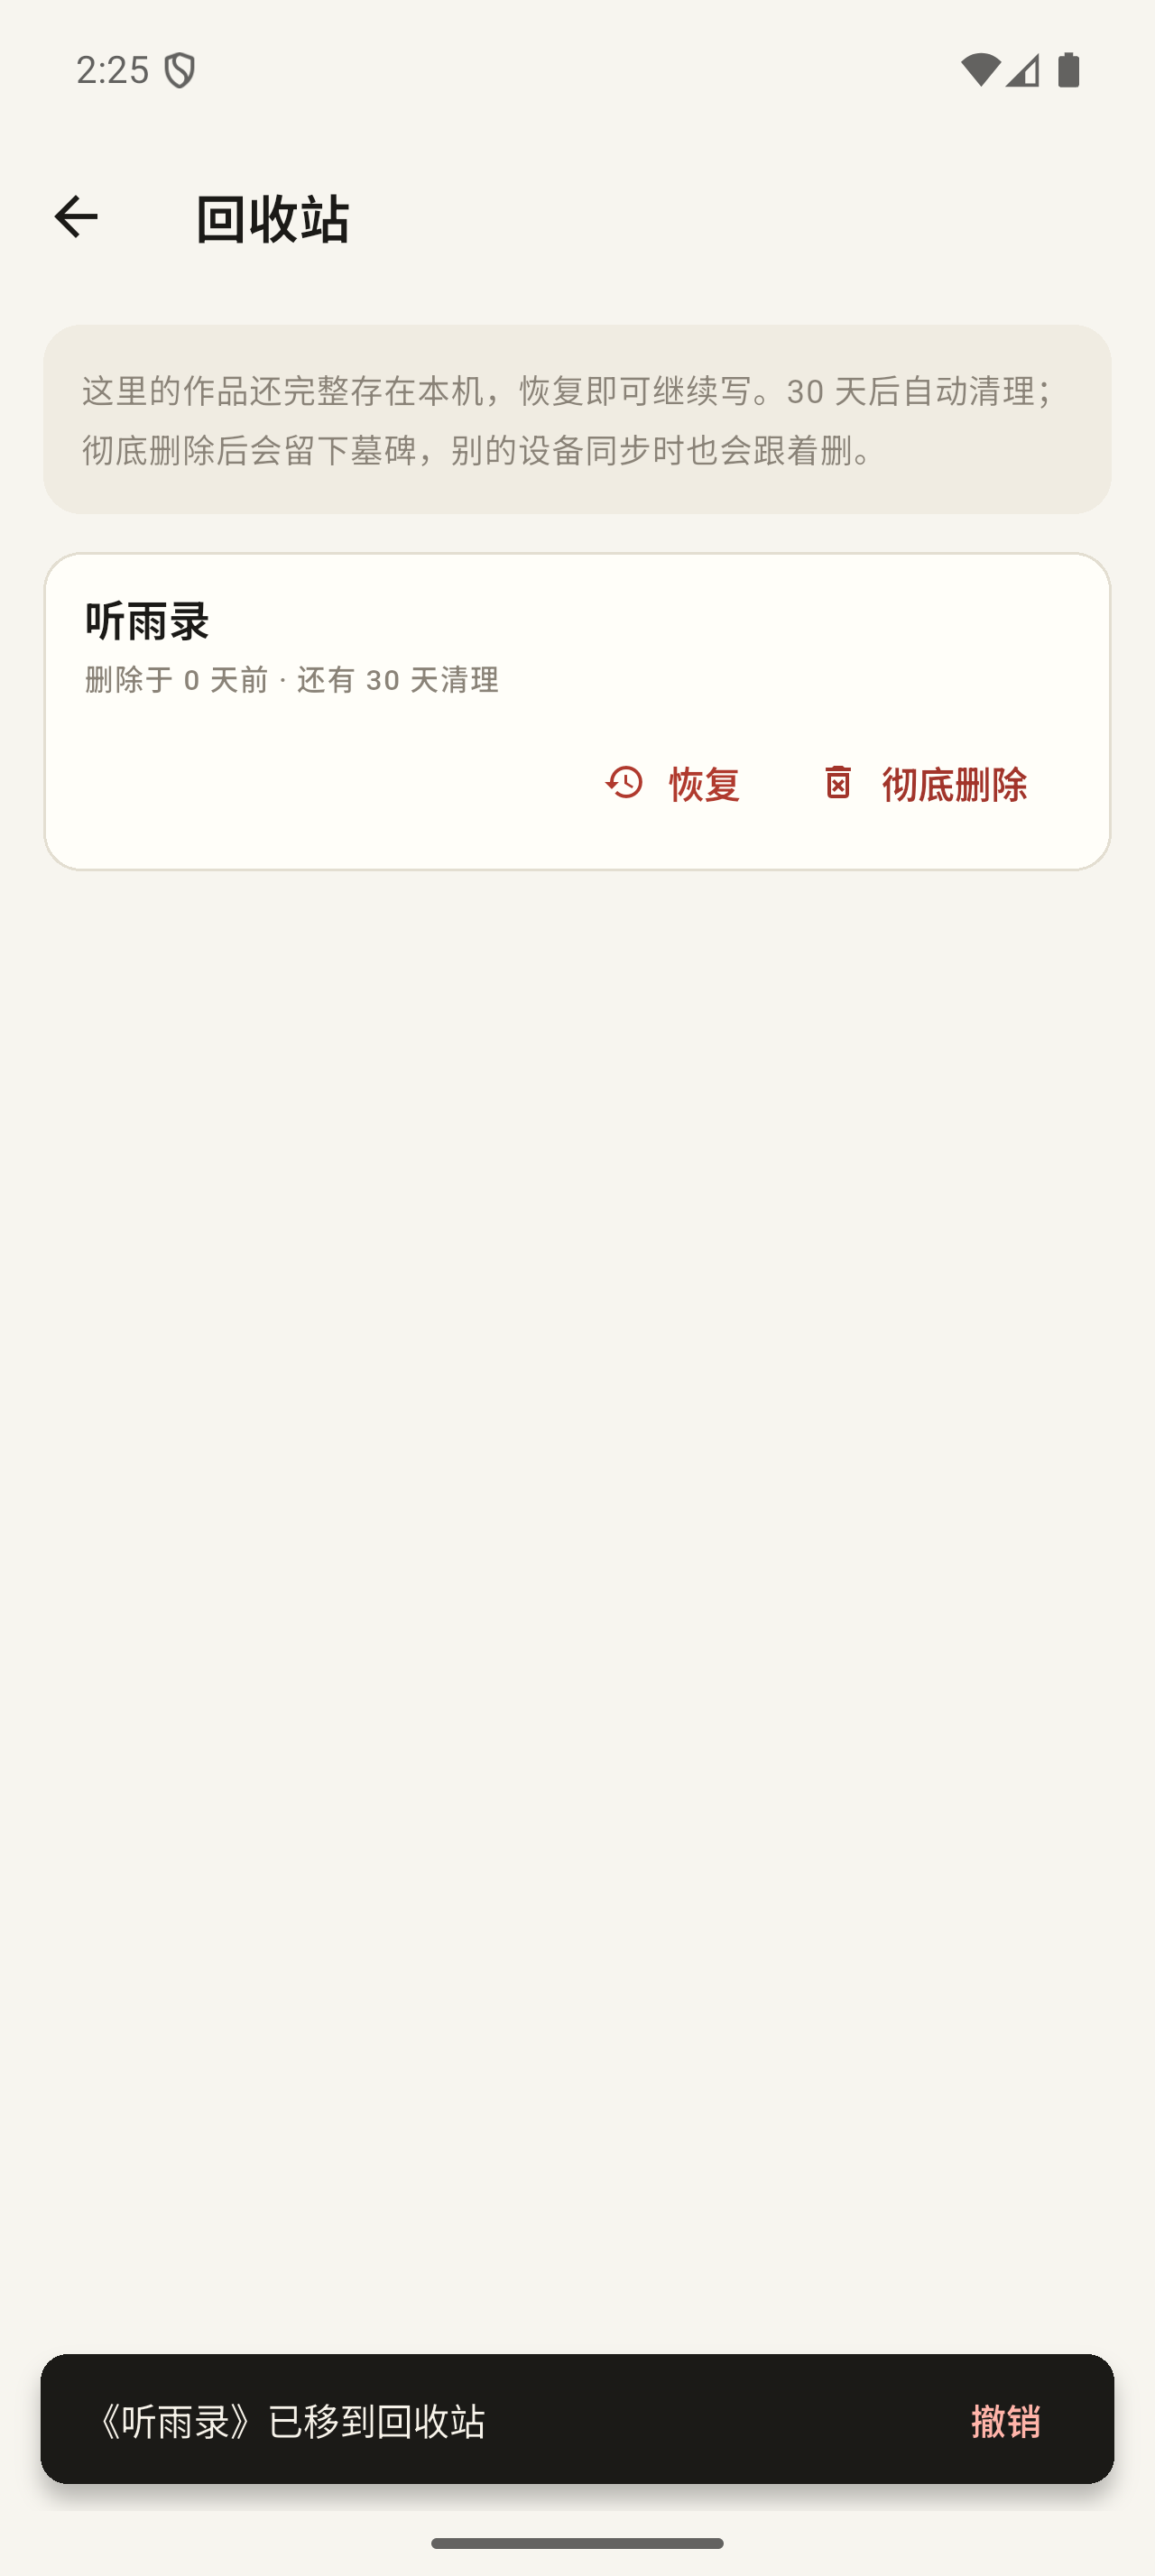 2:25
回收站
这里的作品还完整存在本机，恢复即可继续写。30 天后自动清理；
彻底删除后会留下墓碑，别的设备同步时也会跟着删。
听雨录
删除于 0 天前 · 还有 30 天清理
恢复 彻底删除
《听雨录》已移到回收站 撤销